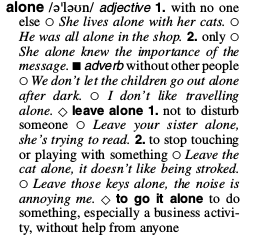 alone /ə'ləʊn/ adjective 1. with no one
else ○ She lives alone with her cats. ○
He was all alone in the shop. 2. only ○
She alone knew the importance of the
message. ■ adverb without other people
○ We don't let the children go out alone
after dark. ○ I don't like travelling
alone. ◇ leave alone 1. not to disturb
someone ○ Leave your sister alone,
she's trying to read. 2. to stop touching
or playing with something ○ Leave the
cat alone, it doesn't like being stroked.
○ Leave those keys alone, the noise is
annoying me. ◇ to go it alone to do
something, especially a business activi-
ty, without help from anyone